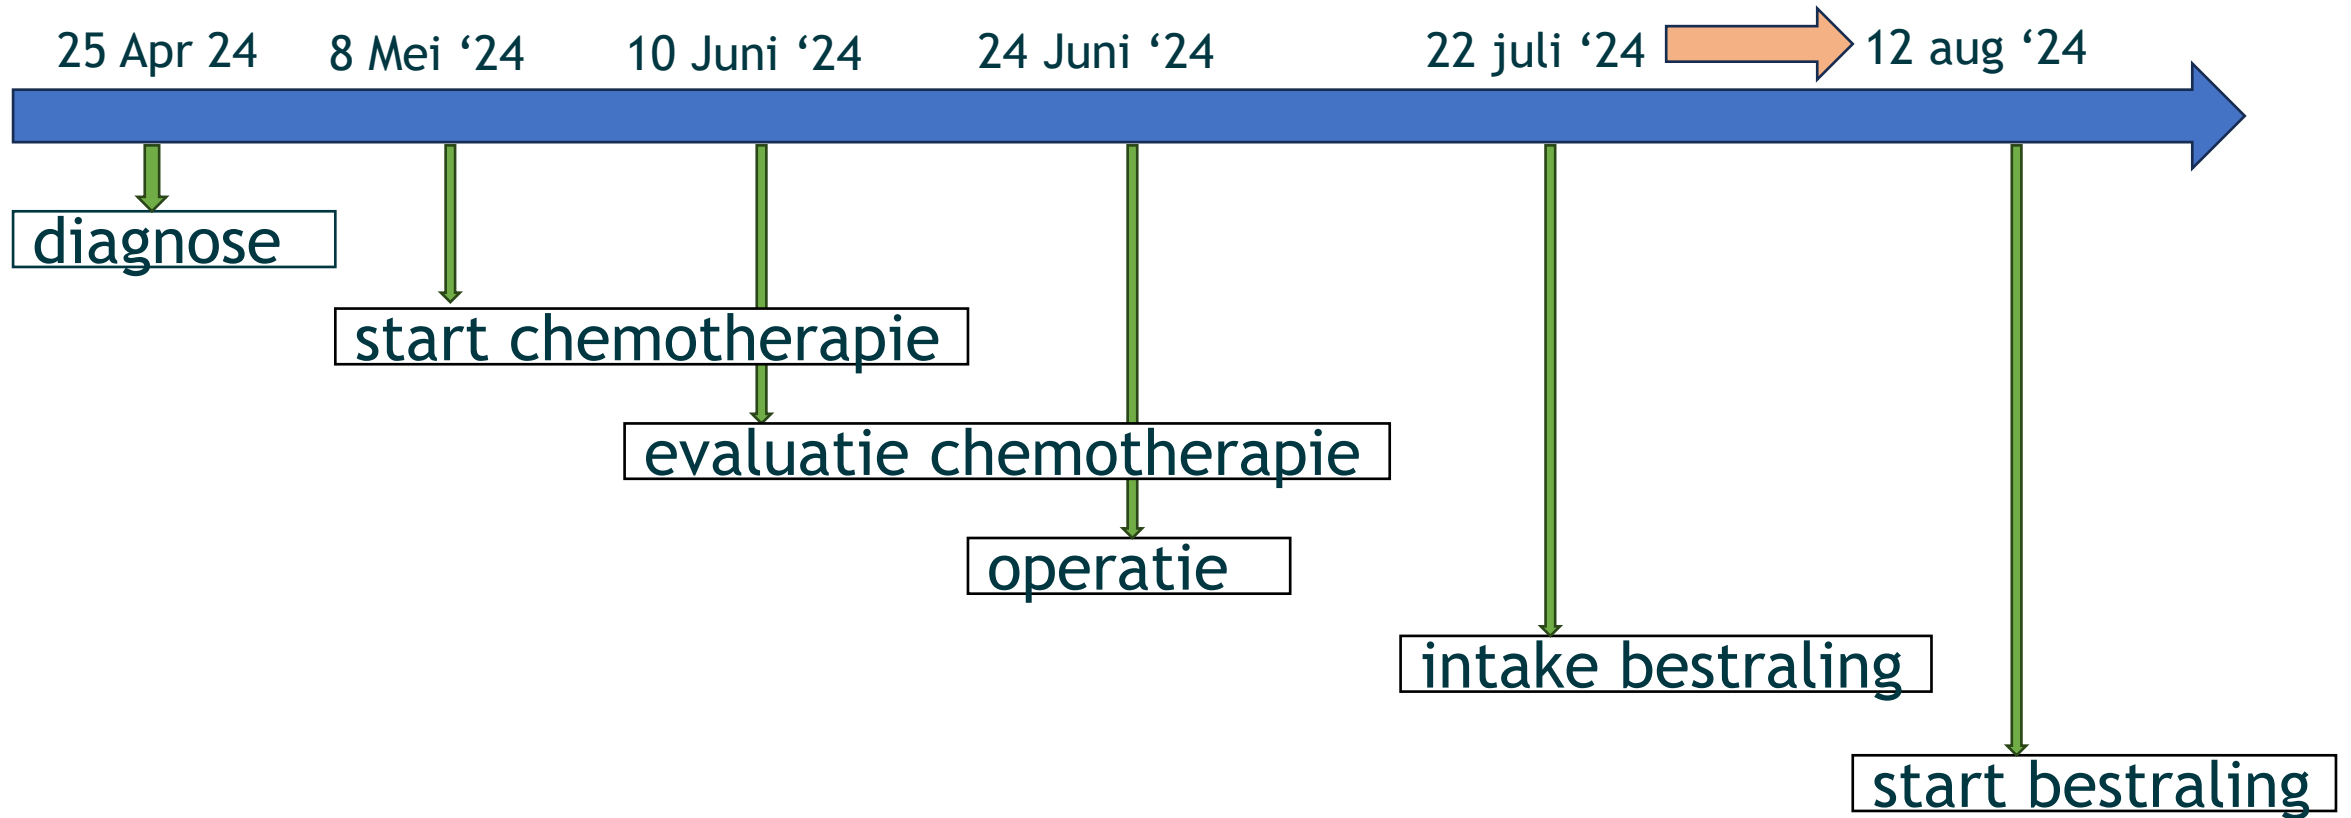 25 Apr 24
8 Mei ‘24
10 Juni ‘24
24 Juni ‘24
22 juli ‘24
12 aug ‘24
diagnose
start chemotherapie
evaluatie chemotherapie
operatie
intake bestraling
start bestraling